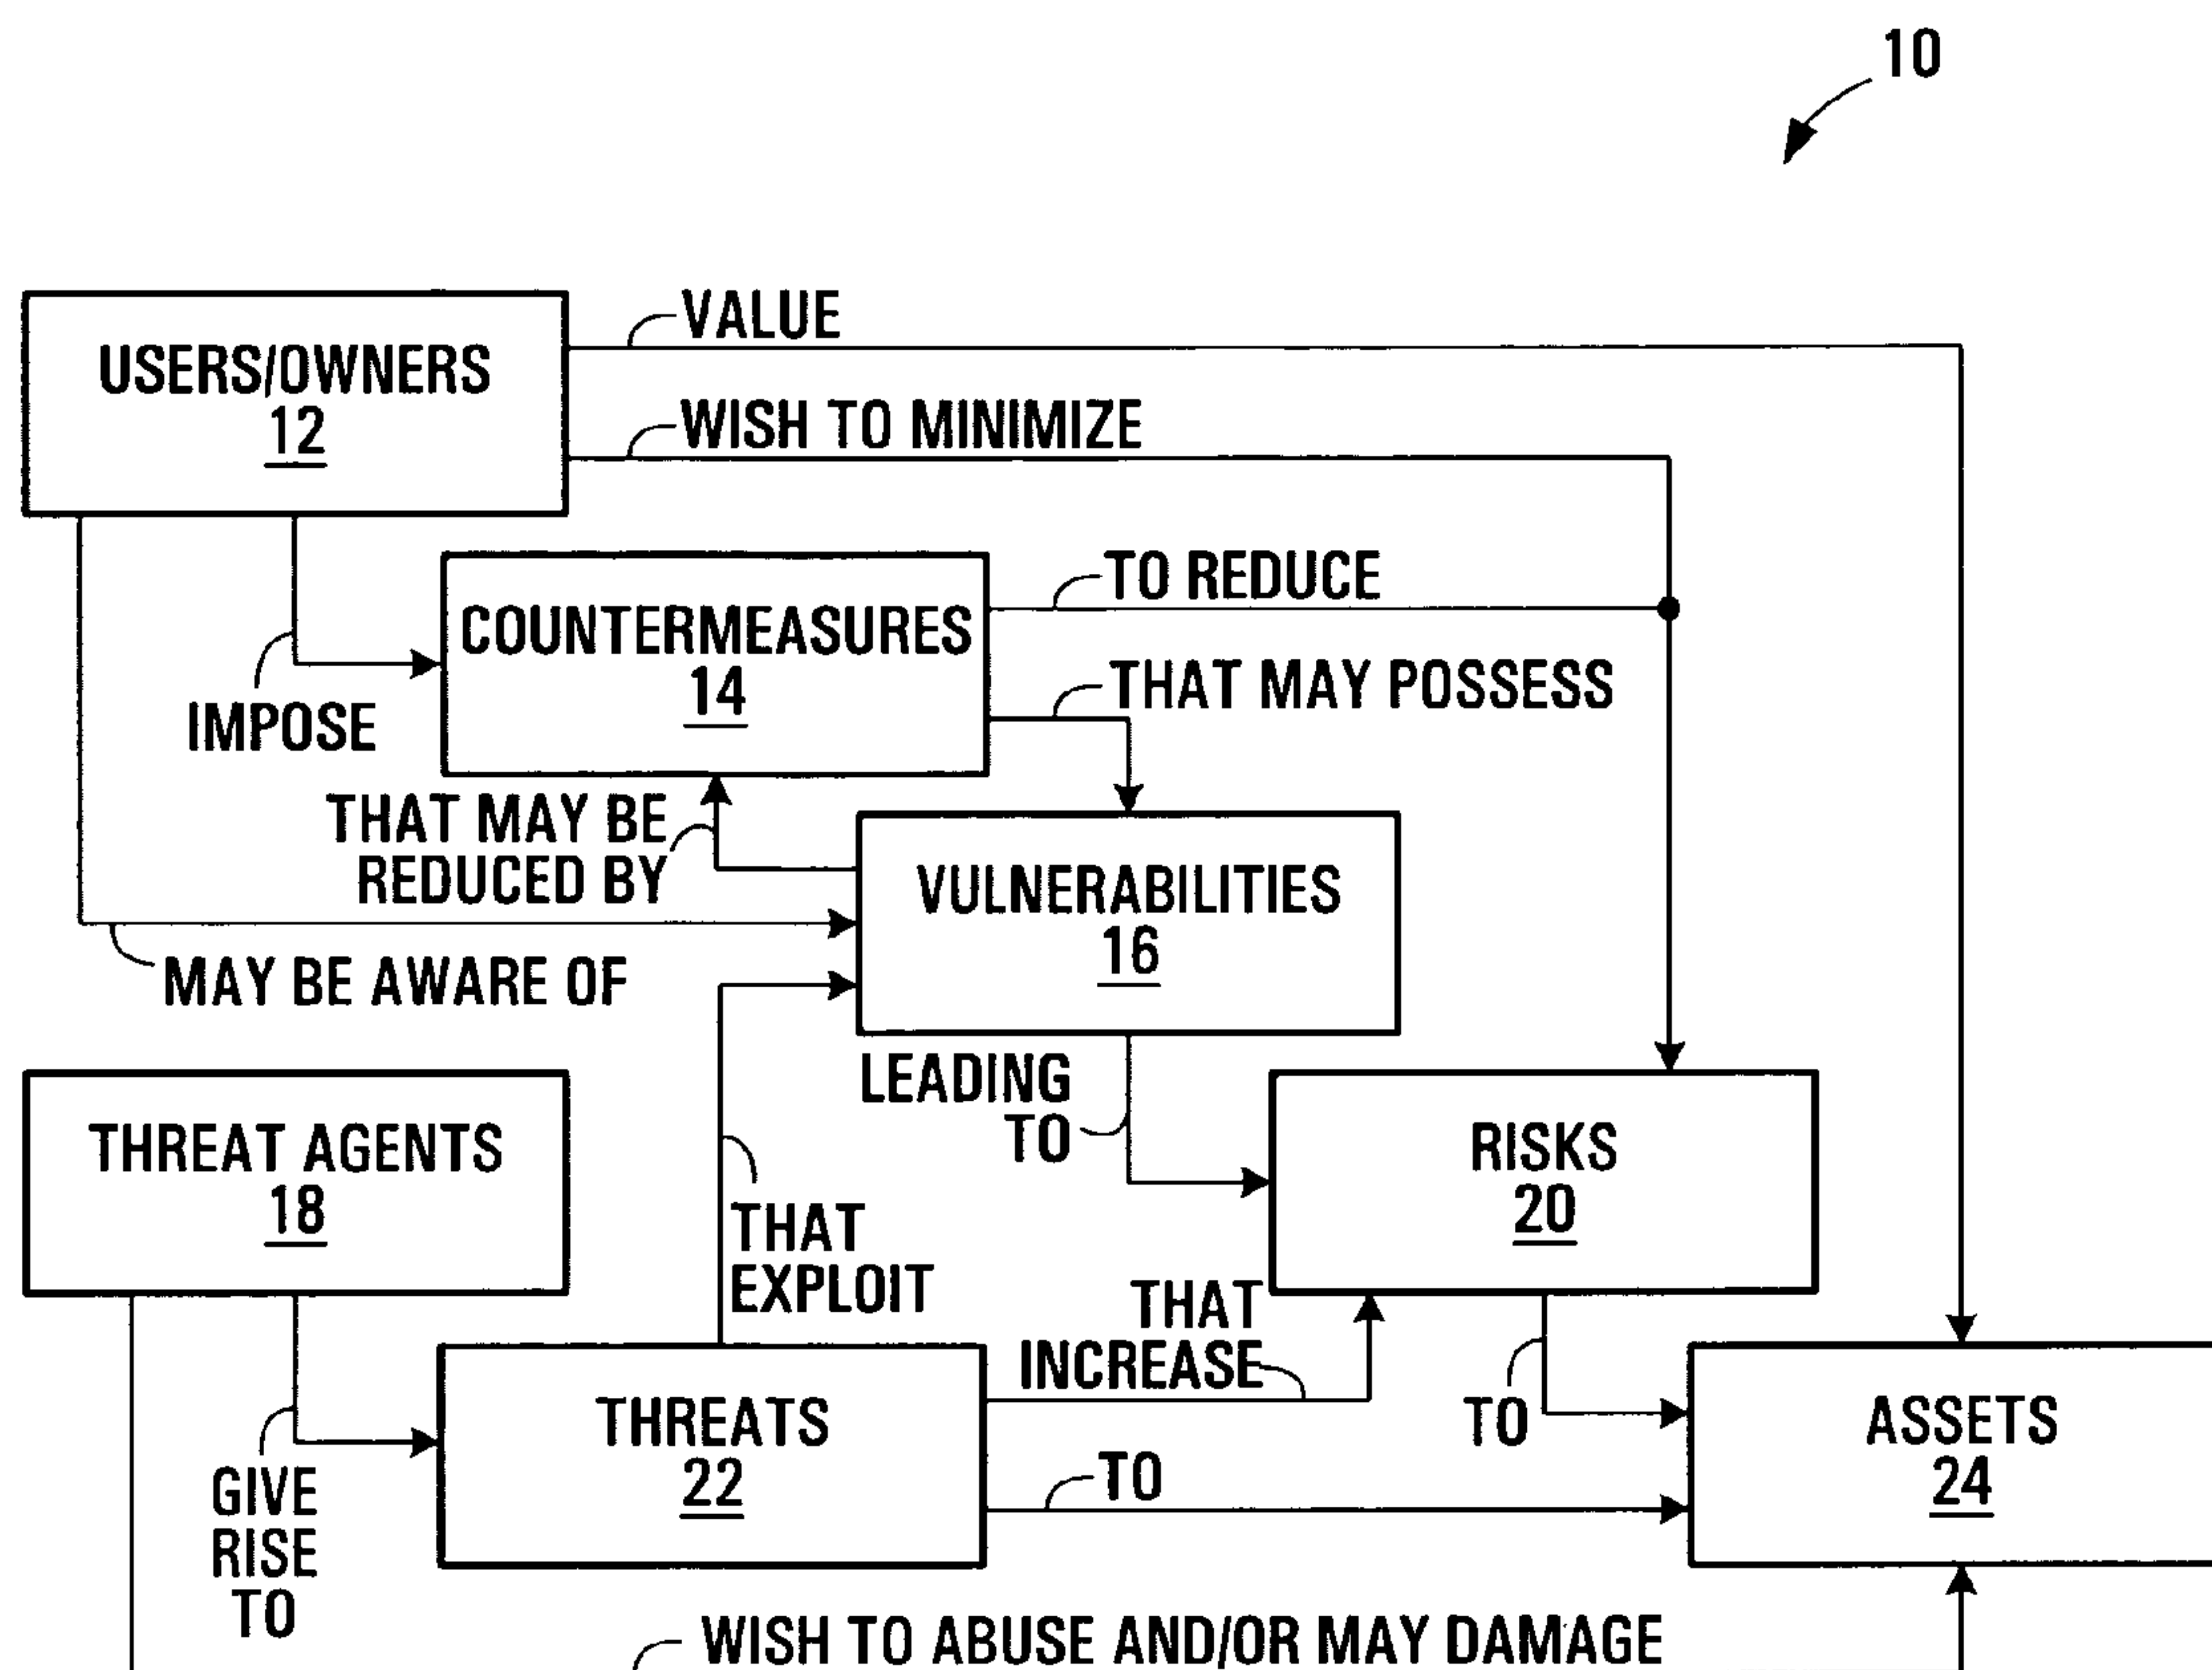 10
VALUE
USERS/OWNERS
12
WISH TO MINIMIZE
TO REDUCE
COUNTERMEASURES
14
THAT MAY POSSESS
IMPOSE
THAT MAY BE
REDUCED BY
VULNERABILITIES
16
MAY BE AWARE OF
LEADING
TO
THREAT AGENTS
18
RISKS
20
THAT
EXPLOIT
THAT
INCREASE
THREATS
22
TO
ASSETS
24
TO
GIVE
RISE
TO
WISH TO ABUSE AND/OR MAY DAMAGE